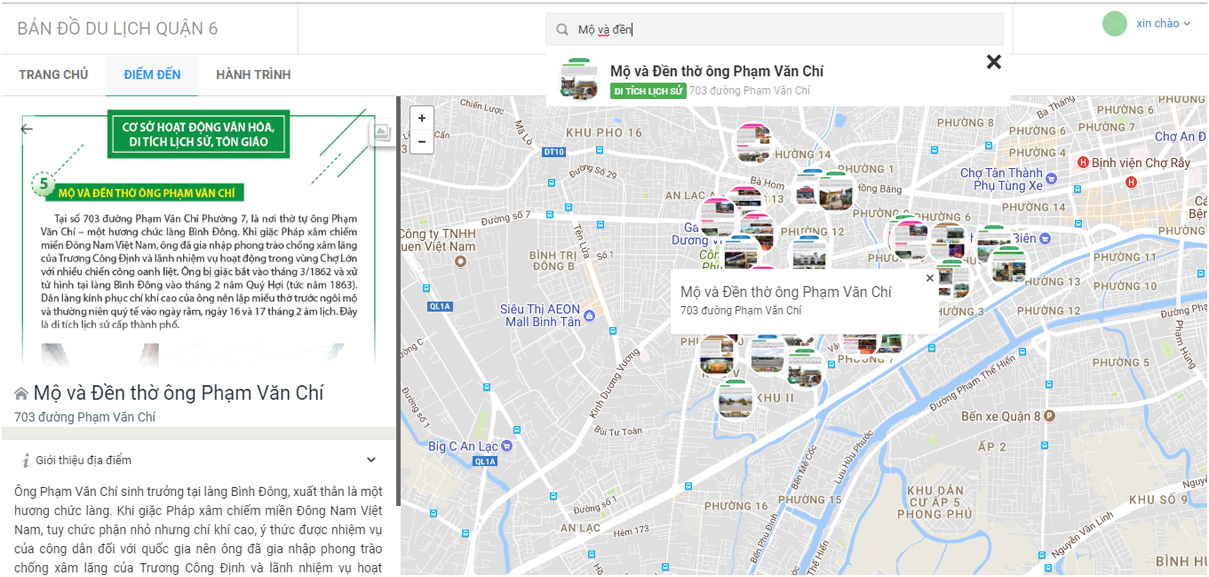 BẢN ĐỒ DU LỊCH QUẬN 6
Mộ và đền
xin chào
TRANG CHỦ
ĐIỂM ĐẾN
HÀNH TRÌNH
Mộ và Đền thờ ông Phạm Văn Chí
DI TÍCH LỊCH SỬ 703 đường Phạm Văn Chí
CƠ SỞ HOẠT ĐỘNG VĂN HÓA,
DI TÍCH LỊCH SỬ, TÔN GIÁO
5
MỘ VÀ ĐỀN THỜ ÔNG PHẠM VĂN CHÍ
Tại số 703 đường Phạm Văn Chí Phường 7, là nơi thờ tự ông Phạm
Văn Chí – một hương chức làng Bình Đông. Khi giặc Pháp xâm chiếm
miền Đông Nam Việt Nam, ông đã gia nhập phong trào chống xâm lăng
của Trương Công Định và lãnh nhiệm vụ hoạt động trong vùng Chợ Lớn
với nhiều chiến công oanh liệt. Ông bị giặc bắt vào tháng 3/1862 và xử
tử hình tại làng Bình Đông vào tháng 2 năm Quý Hợi (tức năm 1863).
Dân làng kính phục chí khí cao của ông nên lập miếu thờ trước ngôi mộ
và thường niên quý tế vào ngày rằm, ngày 16 và 17 tháng 2 âm lịch. Đây
là di tích lịch sử cấp thành phố.
Mộ và Đền thờ ông Phạm Văn Chí
703 đường Phạm Văn Chí
Giới thiệu địa điểm
Ông Phạm Văn Chí sinh trưởng tại làng Bình Đông, xuất thân là một
hương chức làng. Khi giặc Pháp xâm chiếm miền Đông Nam Việt
Nam, tuy chức phận nhỏ nhưng chí khí cao, ý thức được nhiệm vụ
của công dân đối với quốc gia nên ông đã gia nhập phong trào
chống xâm lăng của Trương Công Định và lãnh nhiệm vụ hoạt
+
−
Chiến Lược
Mã Lò
KHU PHO 16
DT10
Đường Số 29
PHƯỜNG 14
Bà Hom
Hồng Bàng
AN LẠC A
Đường số 7
Tên Lửa
Công ty TNHH
BÌNH TRỊ
ĐÔNG B
Số 1
PHƯỜNG 12
PHƯỜNG 8
PHƯỜNG 9
PHƯỜNG 6
PHƯỜNG 7
PHƯỜNG 4
Bà Triệu
Chợ An Đ
Bệnh viện Chợ Rẫy
Chợ Tân Thành
Phụ Tùng Xe
QL1A
Siêu Thị AEON
Mall Bình Tân
Mộ và Đền thờ ông Phạm Văn Chí
703 đường Phạm Văn Chí
PHƯỜNG 11
PHƯỜNG 13
PHƯỜNG 10
PHƯỜNG 3
PHƯỜNG 7
PHƯỜNG 5
Phạm Hùng
Kinh Dương Vương
KHU II
Đường Phạm Thế Hiển
Bến xe Quận 8
Đường số 1
Bùi Tư Toàn
Big C An Lạc
QL1A
Lưu Hữu Phước
Bến Mễ Cốc
ẤP 2
PHƯỜNG 16
PHƯỜNG 15
KHU DÂN
CƯ ẤP 5
PHONG PHÚ
KHU SỐ 9
Đường số 1
AN LẠC
Hẻm 173
Bến Phú Định
Nguyễn Văn Linh
BÌNH H